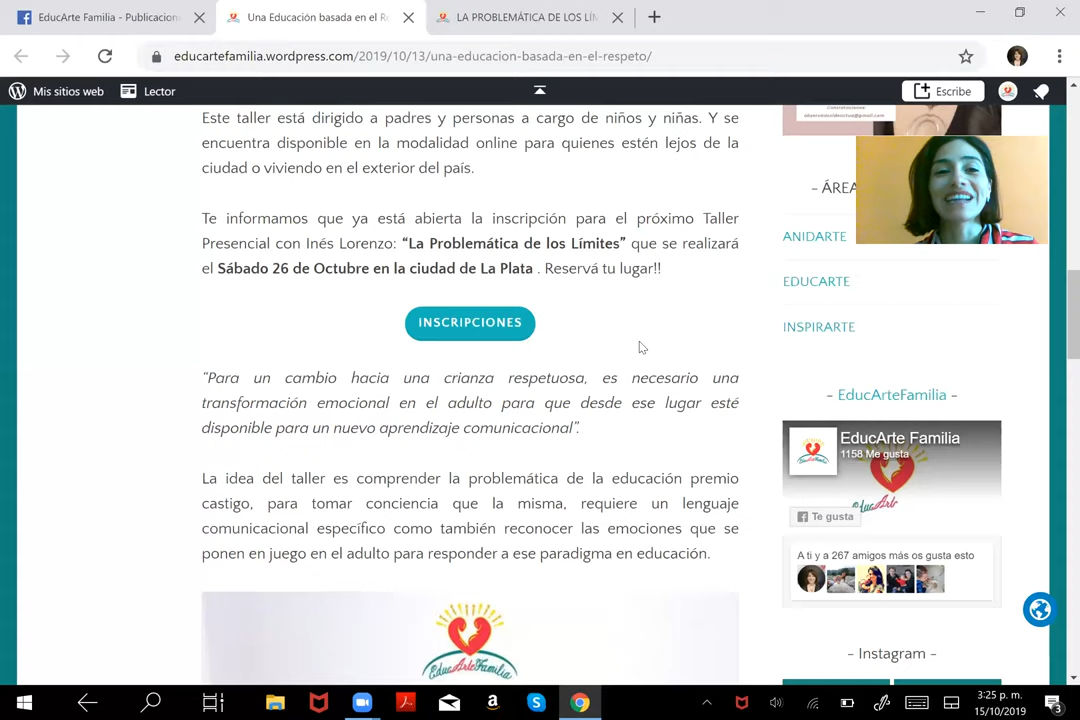 EducArte Familia - Publicacion
Una Educación basada en el Re
LA PROBLEMÁTICA DE LOS LÍM
educartefamilia.wordpress.com/2019/10/13/una-educacion-basada-en-el-respeto/
Mis sitios web
Lector
Escribe
Este taller está dirigido a padres y personas a cargo de niños y niñas. Y se
encuentra disponible en la modalidad online para quienes estén lejos de la
ciudad o viviendo en el exterior del país.
Te informamos que ya está abierta la inscripción para el próximo Taller
Presencial con Inés Lorenzo: “La Problemática de los Límites” que se realizará
el Sábado 26 de Octubre en la ciudad de La Plata . Reservá tu lugar!!
INSCRIPCIONES
“Para un cambio hacia una crianza respetuosa, es necesario una
transformación emocional en el adulto para que desde ese lugar esté
disponible para un nuevo aprendizaje comunicacional”.
La idea del taller es comprender la problemática de la educación premio
castigo, para tomar conciencia que la misma, requiere un lenguaje
comunicacional específico como también reconocer las emociones que se
ponen en juego en el adulto para responder a ese paradigma en educación.
EducArteFamilia
- ÁREA
ANIDARTE
EDUCARTE
INSPIRARTE
- EducArteFamilia -
EducArte Familia
1158 Me gusta
Te gusta
A ti y a 267 amigos más os gusta esto
- Instagram -
3:25 p. m.
15/10/2019
3